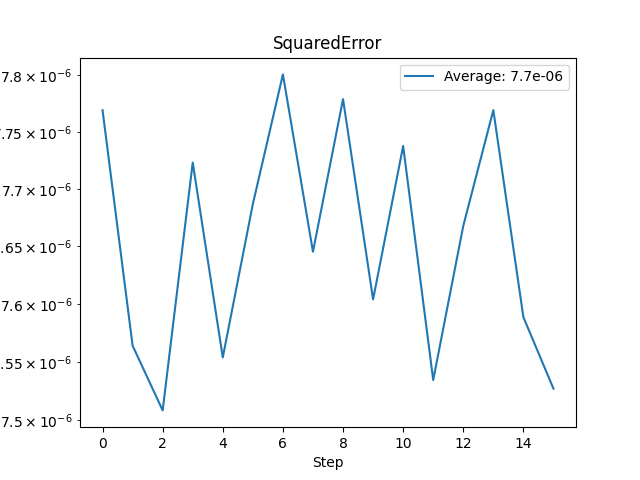 SquaredError
Average: 7.7e-06
7.8 × 10⁻⁶
7.75 × 10⁻⁶
7.7 × 10⁻⁶
.65 × 10⁻⁶
7.6 × 10⁻⁶
.55 × 10⁻⁶
7.5 × 10⁻⁶
0 2 4 6 8 10 12 14
Step